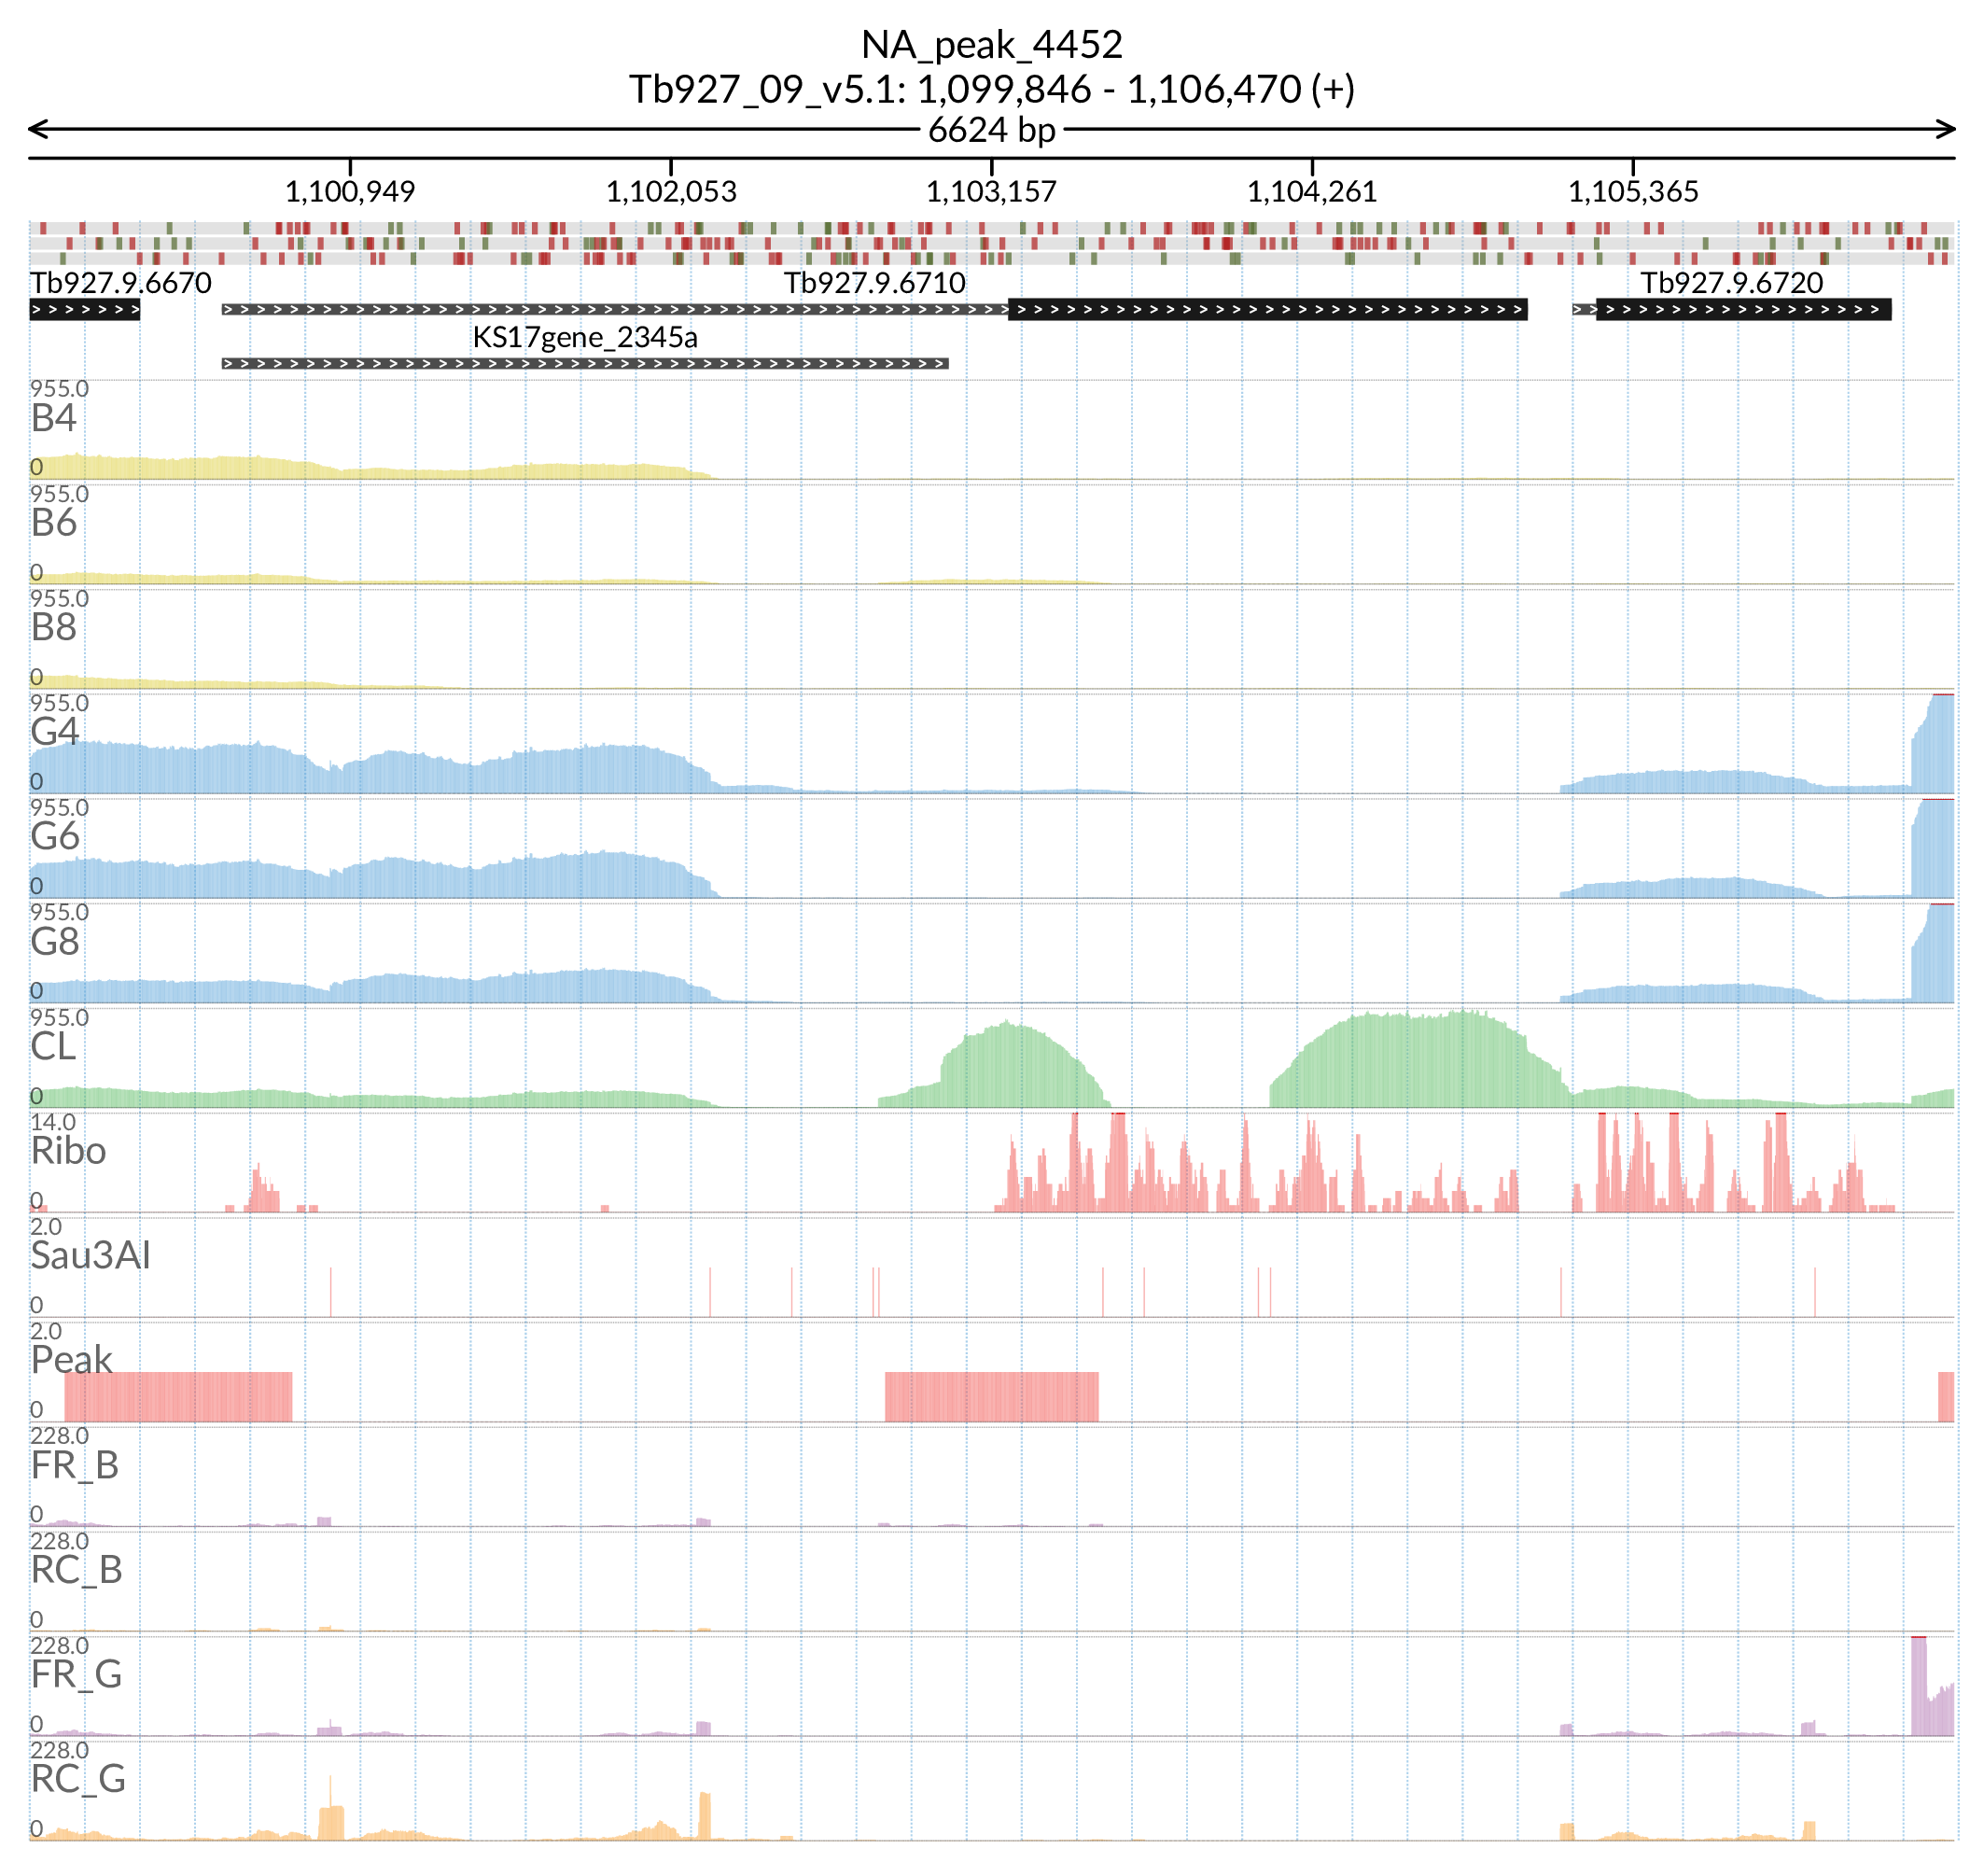 NA_peak_4452
Tb927_09_v5.1: 1,099,846 - 1,106,470 (+)
6624 bp
1,100,949 1,102,053 1,103,157 1,104,261 1,105,365
Tb927.9.6670 Tb927.9.6710 Tb927.9.6720
KS17gene_2345a
955.0
B4
0
955.0
B6
0
955.0
B8
0
955.0
G4
0
955.0
G6
0
955.0
G8
0
955.0
CL
0
14.0
Ribo
0
2.0
Sau3AI
0
2.0
Peak
0
228.0
FR_B
0
228.0
RC_B
0
228.0
FR_G
0
228.0
RC_G
0